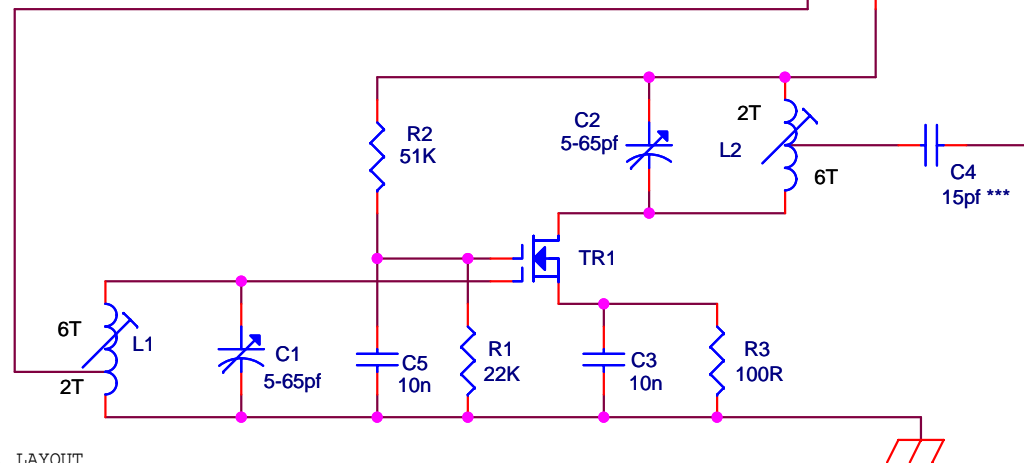 2T
C2
5-65pf
L2
R2
51K
6T
C4
15pf ***
TR1
6T
L1
2T
C1
5-65pf
C5
10n
R1
22K
C3
10n
R3
100R
LAYOUT